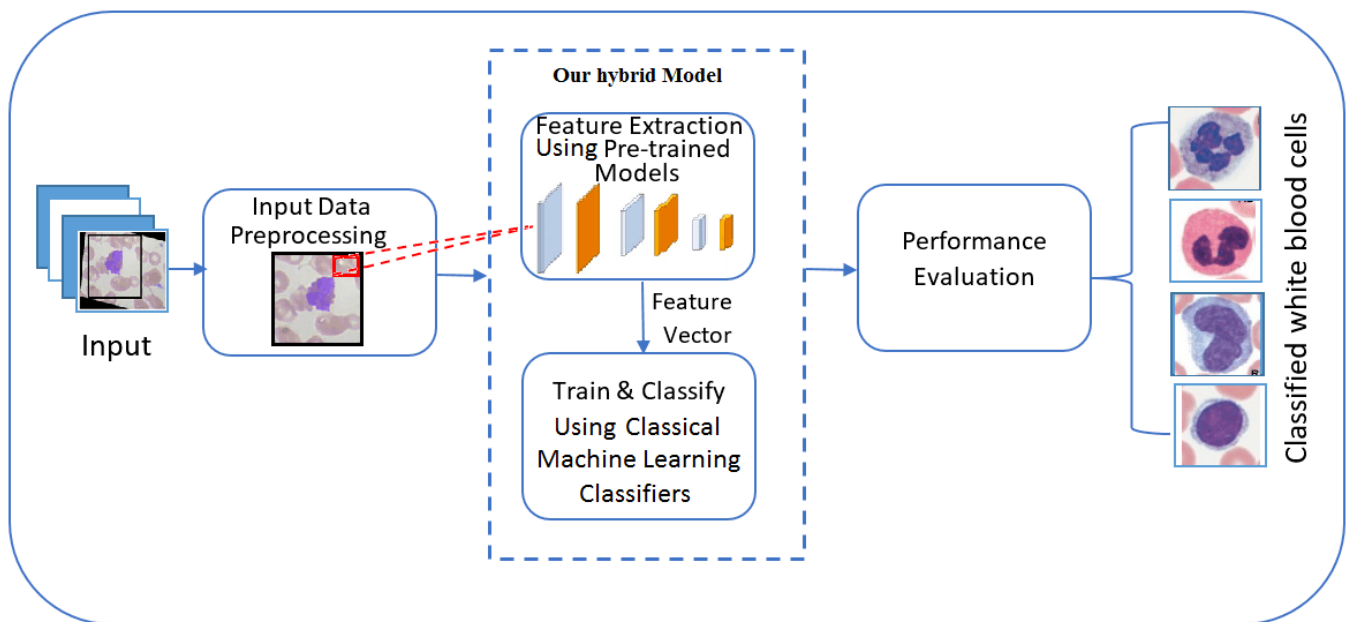 Our hybrid Model
Feature Extraction
Using Pre-trained
Models
Input Data
Preprocessing
Input
Feature
Vector
Train & Classify
Using Classical
Machine Learning
Classifiers
Performance
Evaluation
Classified white blood cells